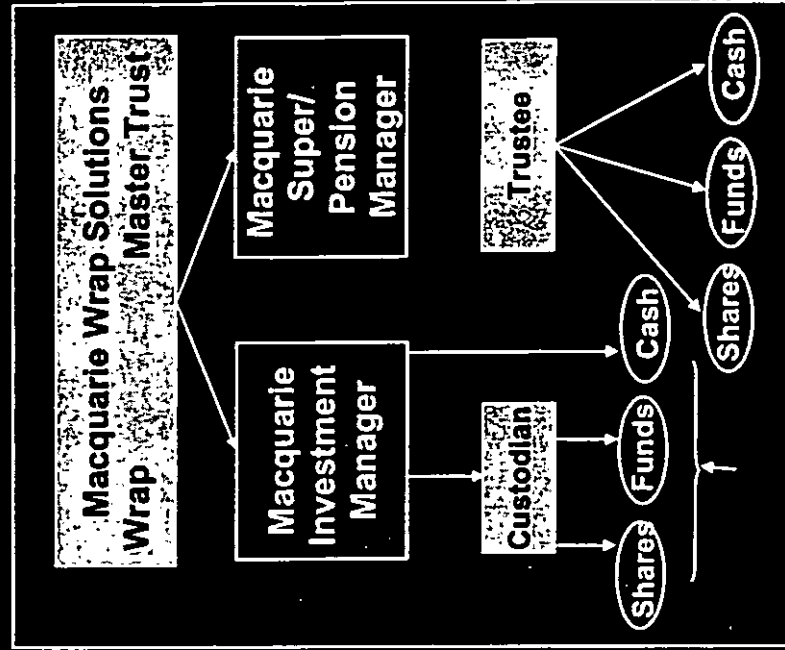 Macquarie Wrap Solutions
Wrap Master Trust
Macquarie
Investment
Manager
Macquarie
Super/
Pension
Manager
Custodian
Trustee
Shares
Funds
Cash
Shares
Funds
Cash